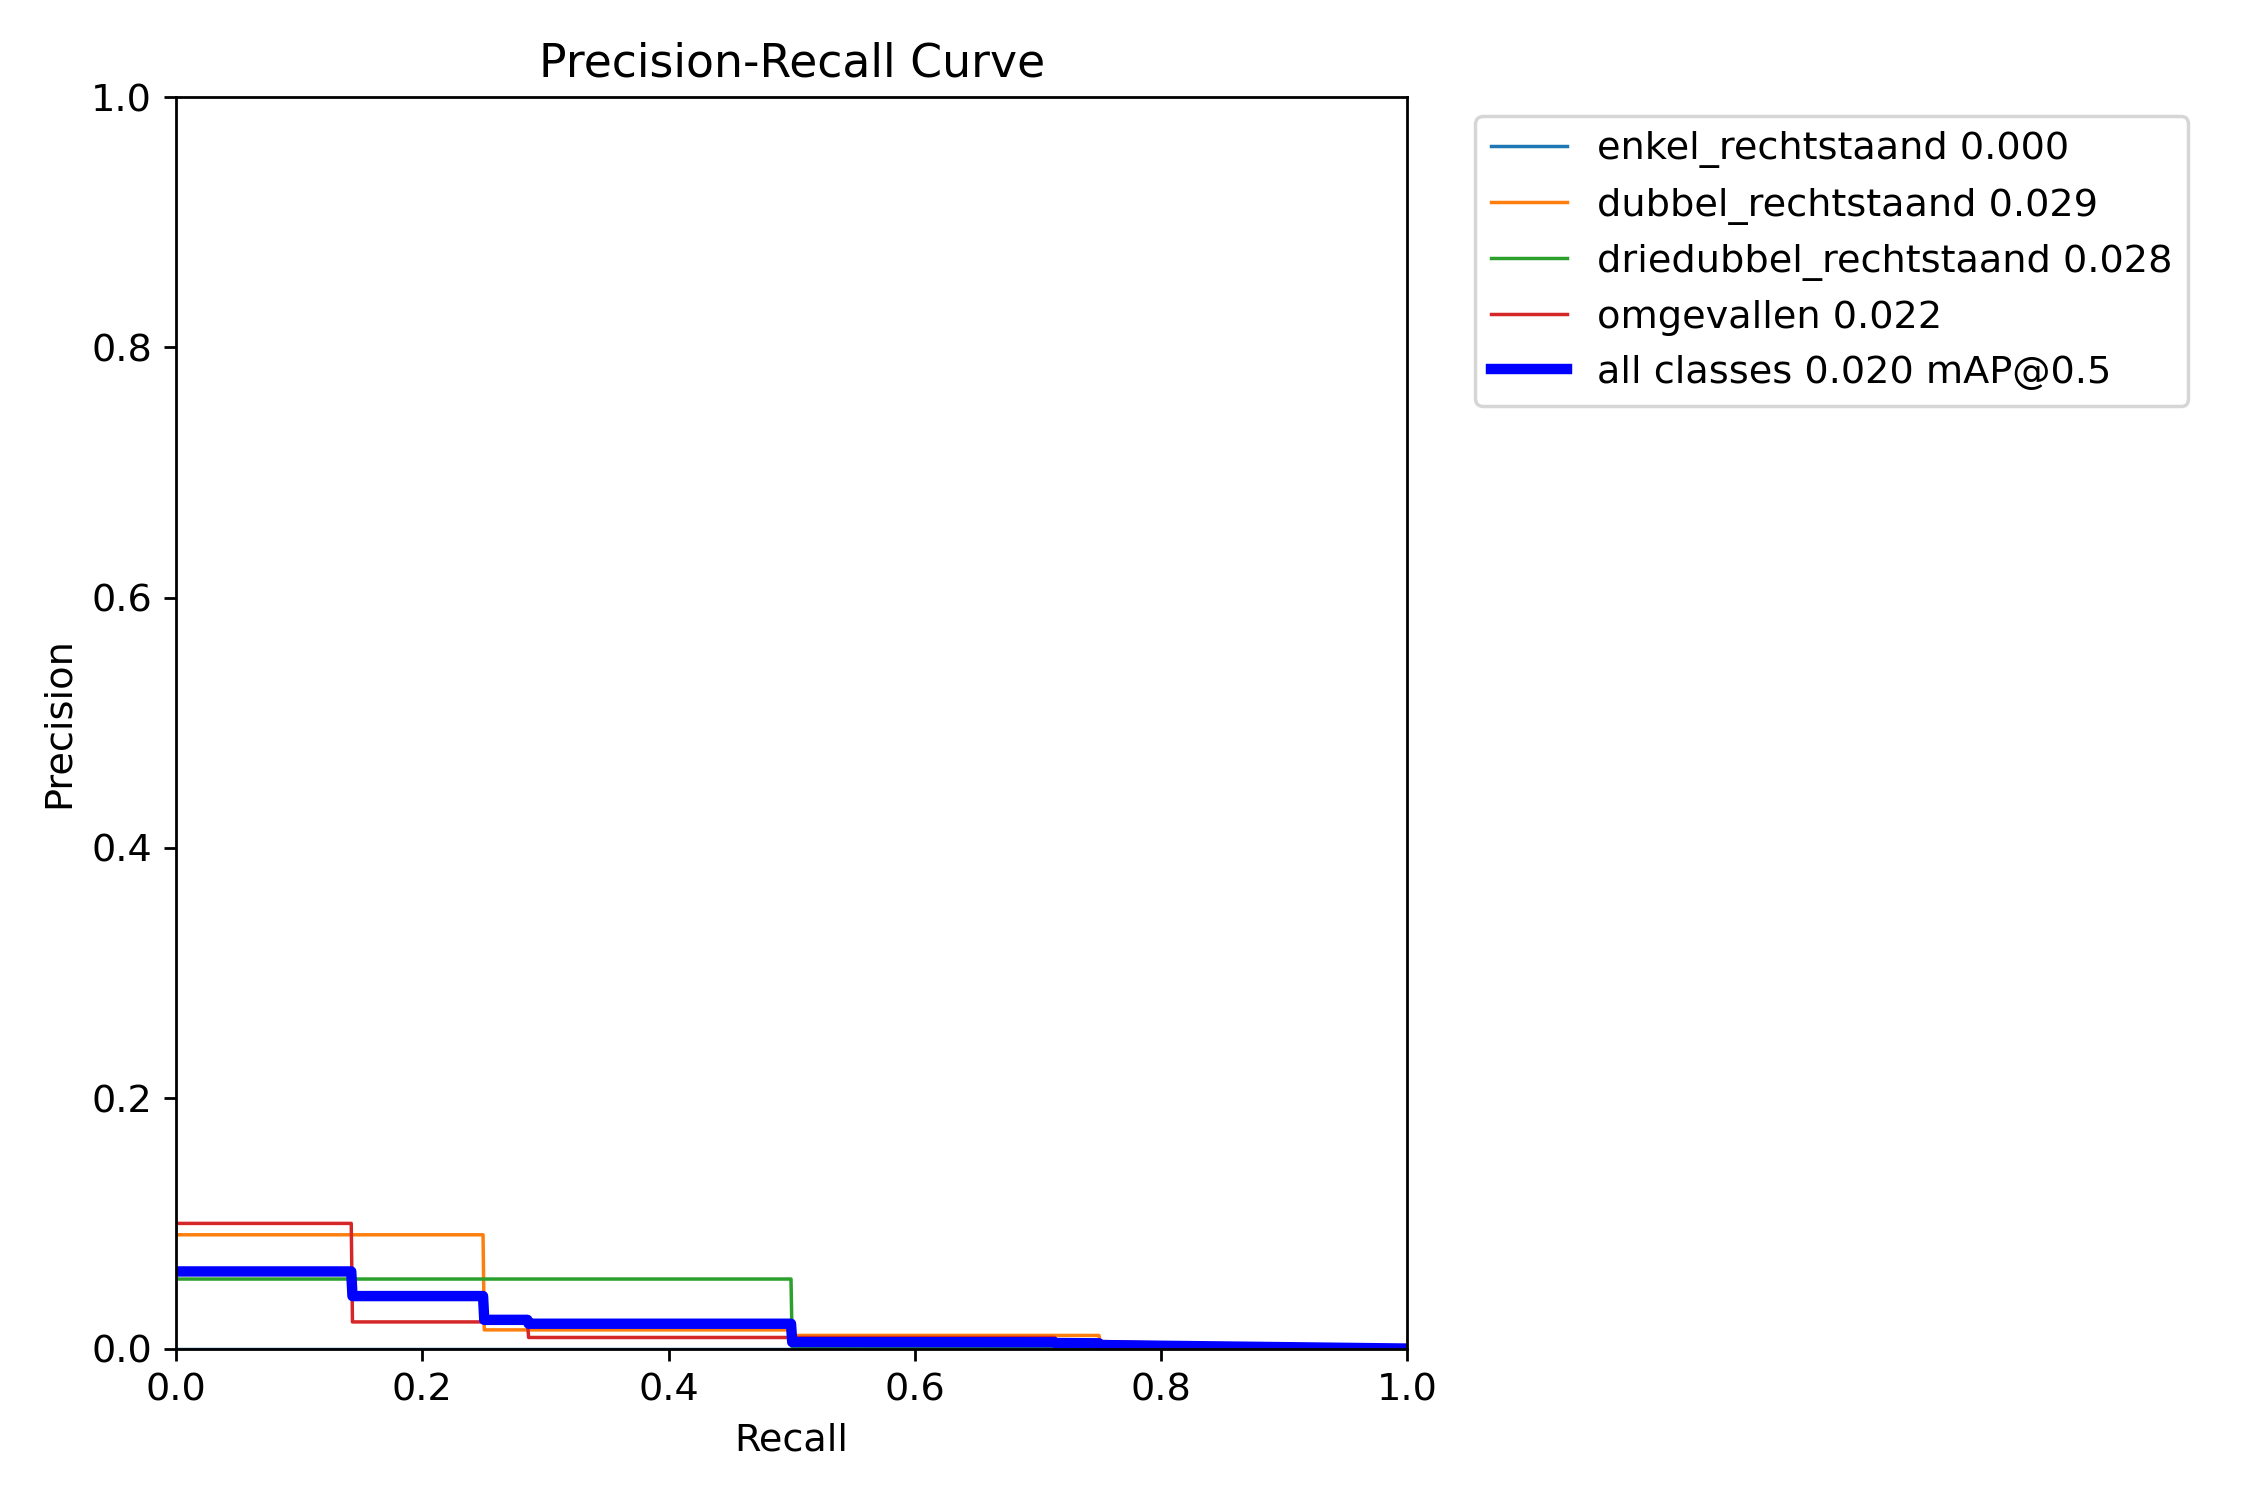 Precision-Recall Curve
1.0
0.8
0.6
0.4
0.2
0.0
Precision
0.0 0.2 0.4 0.6 0.8 1.0
Recall
enkel_rechtstaand 0.000
dubbel_rechtstaand 0.029
driedubbel_rechtstaand 0.028
omgevallen 0.022
all classes 0.020 mAP@0.5